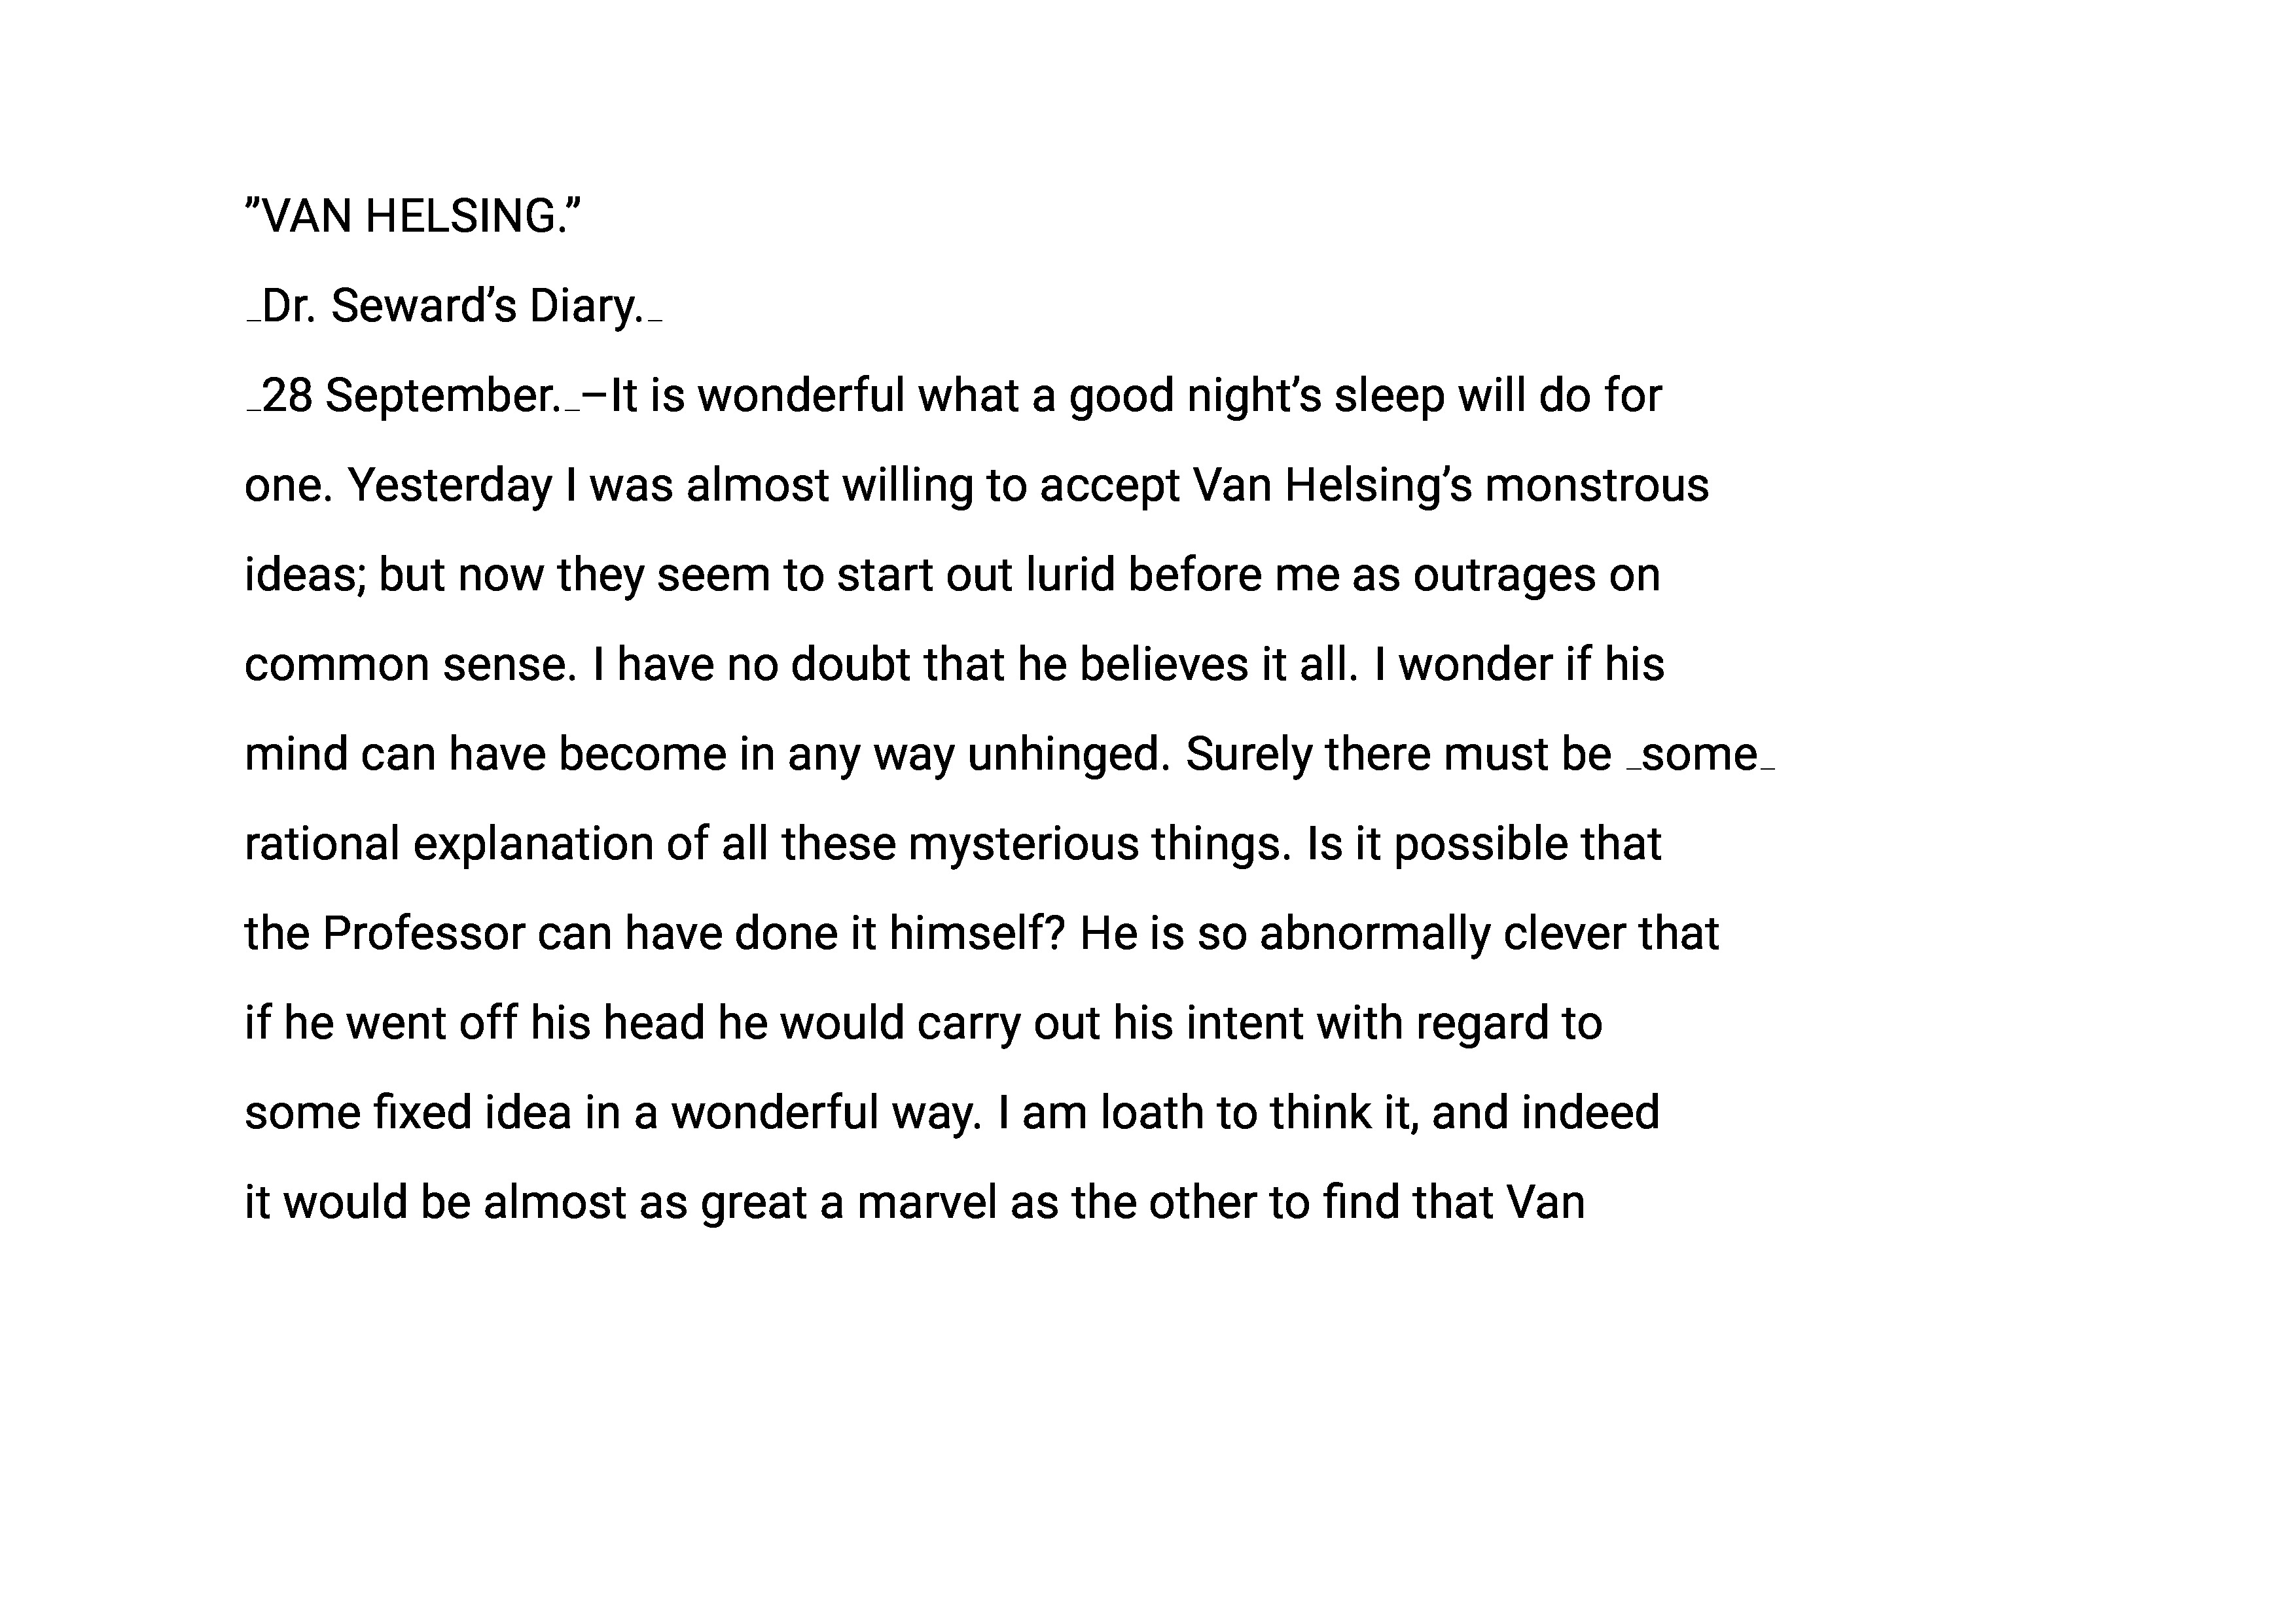 ”VAN HELSING.”
_Dr. Seward’s Diary._
_28 September._–It is wonderful what a good night’s sleep will do for
one. Yesterday I was almost willing to accept Van Helsing’s monstrous
ideas; but now they seem to start out lurid before me as outrages on
common sense. I have no doubt that he believes it all. I wonder if his
mind can have become in any way unhinged. Surely there must be _some_
rational explanation of all these mysterious things. Is it possible that
the Professor can have done it himself? He is so abnormally clever that
if he went off his head he would carry out his intent with regard to
some fixed idea in a wonderful way. I am loath to think it, and indeed
it would be almost as great a marvel as the other to find that Van